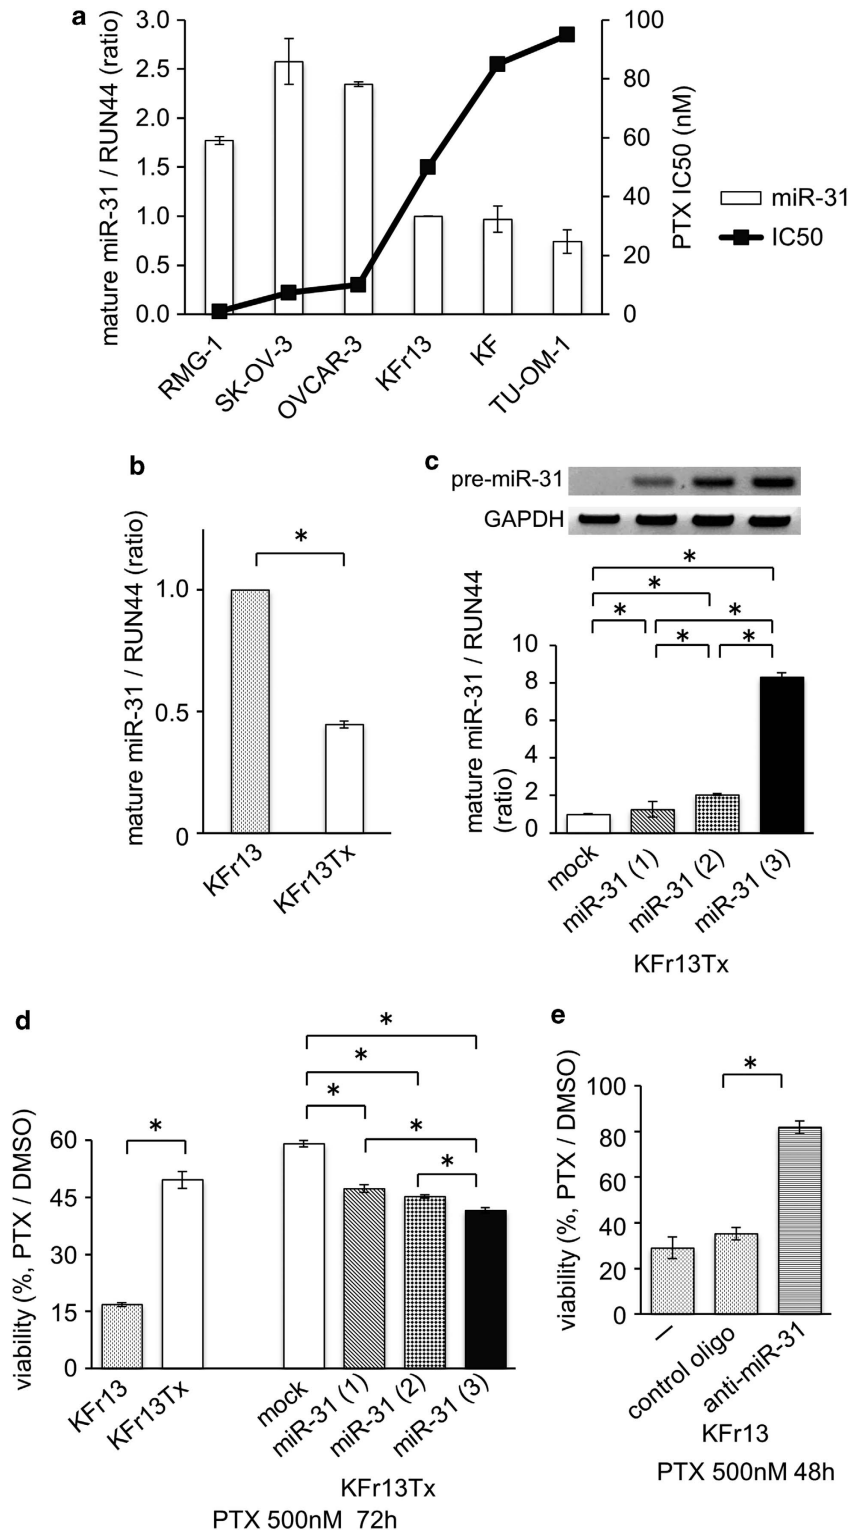 a
mature miR-31 / RUN44 (ratio)
3.0
2.5
2.0
1.5
1.0
0.5
0.0
100
80
60
40
20
0
PTX IC50 (nM)
miR-31
IC50
RMG-1
SK-OV-3
OVCAR-3
KFr13
KF
TU-OM-1
b
mature miR-31 / RUN44 (ratio)
1.0
0.5
0
*
KFr13
KFr13Tx
c
pre-miR-31
GAPDH
mature miR-31 / RUN44
(ratio)
*
*
* *
* *
10
8
6
4
2
0
mock
miR-31 (1)
miR-31 (2)
miR-31 (3)
KFr13Tx
d
viability (%, PTX / DMSO)
60
45
30
15
0
*
*
*
*
*
*
KFr13
KFr13Tx
mock
miR-31 (1)
miR-31 (2)
miR-31 (3)
KFr13Tx
PTX 500nM 72h
e
viability (%, PTX / DMSO)
100
80
60
40
20
0
*
–
control oligo
anti-miR-31
KFr13
PTX 500nM 48h